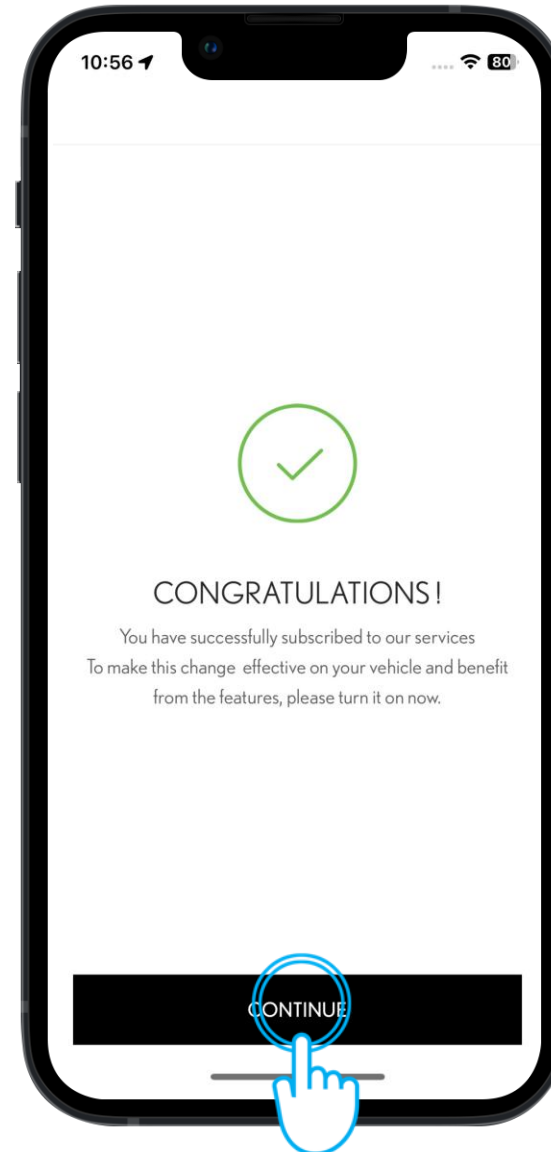 10:56
80
CONGRATULATIONS!
You have successfully subscribed to our services
To make this change effective on your vehicle and benefit
from the features, please turn it on now.
CONTINUE